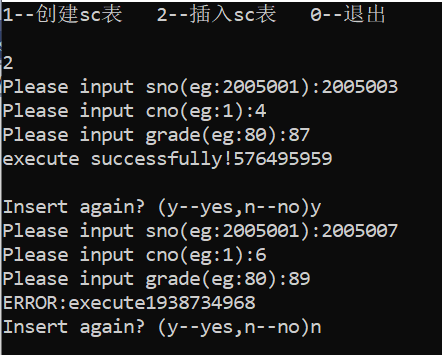 1--创建sc表   2--插入sc表   0--退出
2
Please input sno(eg:2005001):2005003
Please input cno(eg:1):4
Please input grade(eg:80):87
execute successfully!576495959
Insert again? (y--yes,n--no)y
Please input sno(eg:2005001):2005007
Please input cno(eg:1):6
Please input grade(eg:80):89
ERROR:execute1938734968
Insert again? (y--yes,n--no)n